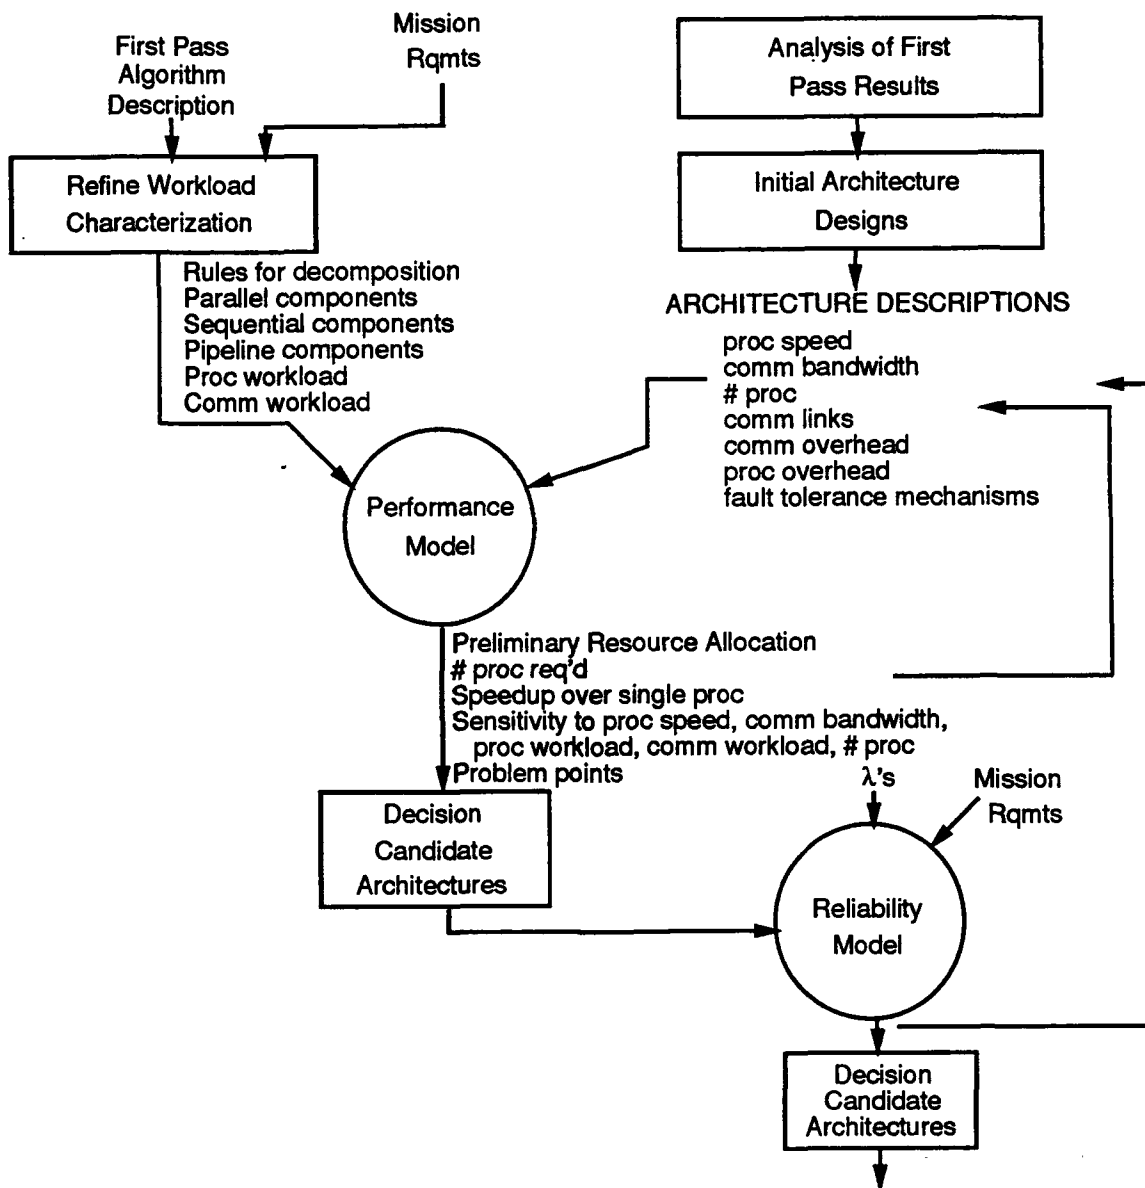 First Pass
Algorithm
Description
Mission
Rqmts
Analysis of First
Pass Results
Refine Workload
Characterization
Initial Architecture
Designs
Rules for decomposition
Parallel components
Sequential components
Pipeline components
Proc workload
Comm workload
ARCHITECTURE DESCRIPTIONS
proc speed
comm bandwidth
# proc
comm links
comm overhead
proc overhead
fault tolerance mechanisms
Performance
Model
Preliminary Resource Allocation
# proc req'd
Speedup over single proc
Sensitivity to proc speed, comm bandwidth,
proc workload, comm workload, # proc
Problem points
λ's
Mission
Rqmts
Decision
Candidate
Architectures
Reliability
Model
Decision
Candidate
Architectures